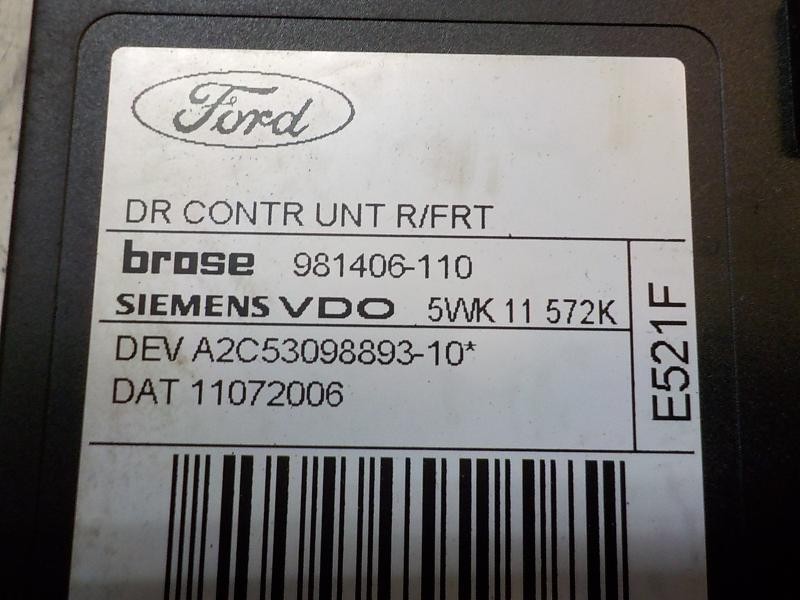 Ford
DR CONTR UNT R/FRT
brose 981406-110
SIEMENS VDO 5WK 11 572K
DEV A2C53098893-10*
DAT 11072006
E521F